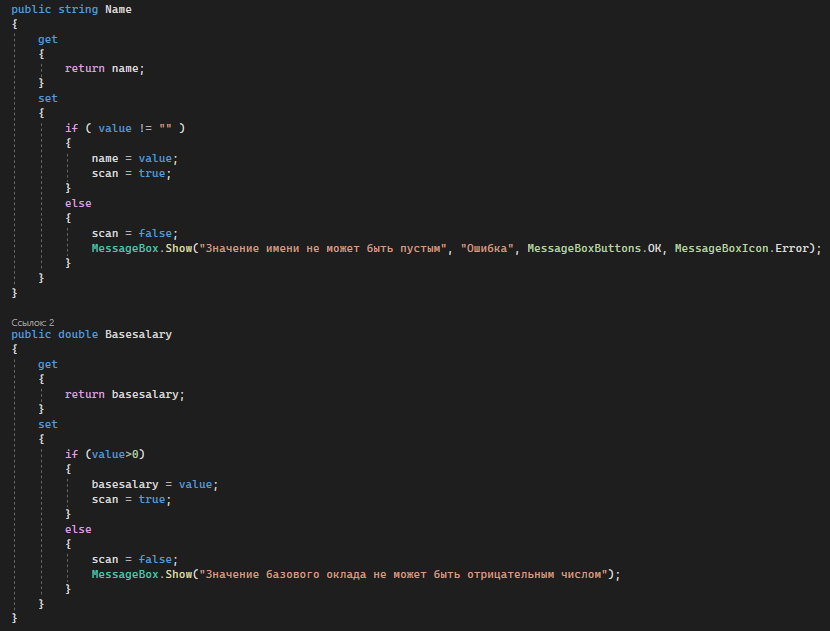 public string Name
{
get
{
return name;
}
set
{
if ( value != "" )
{
name = value;
scan = true;
}
else
{
scan = false;
MessageBox.Show("Значение имени не может быть пустым", "Ошибка", MessageBoxButtons.OK, MessageBoxIcon.Error);
}
}
}
Ссылок: 2
public double Basesalary
{
get
{
return basesalary;
}
set
{
if (value>0)
{
basesalary = value;
scan = true;
}
else
{
scan = false;
MessageBox.Show("Значение базового оклада не может быть отрицательным числом");
}
}
}